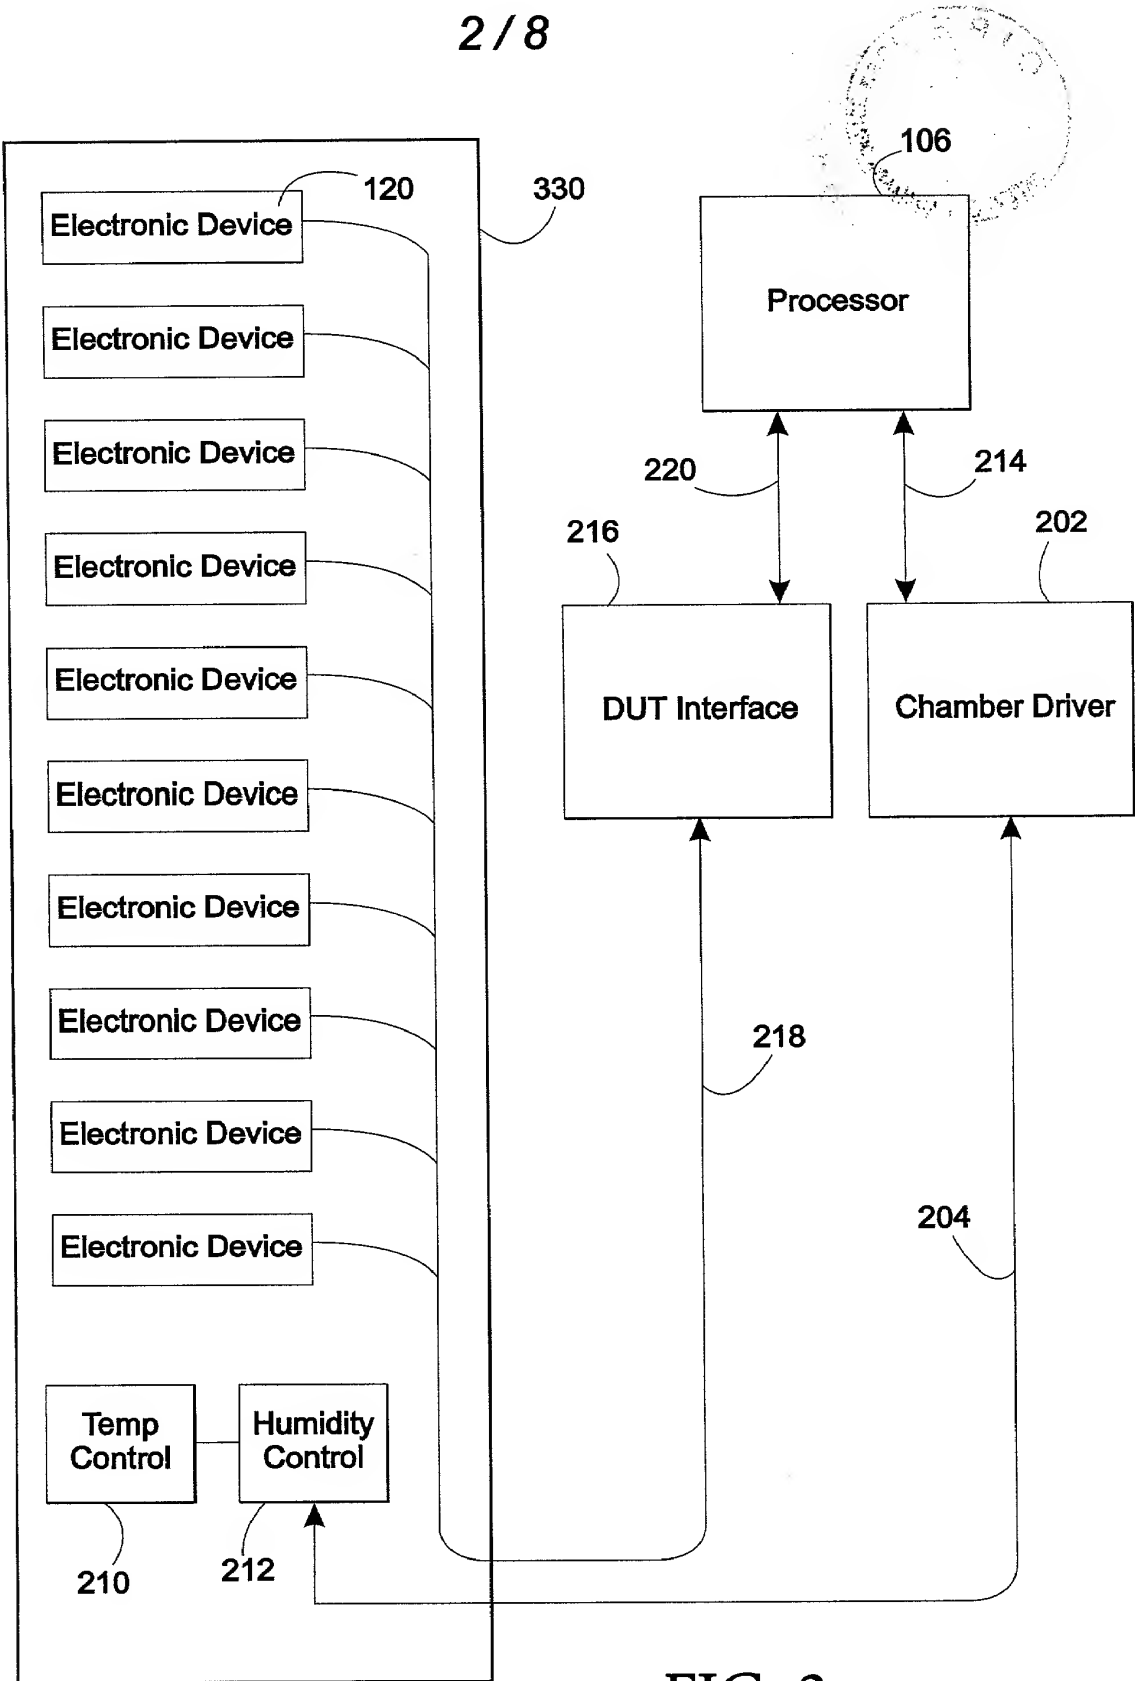 2/8
106
120
330
Electronic Device
Processor
Electronic Device
Electronic Device
220
214
216
202
Electronic Device
Electronic Device
DUT Interface
Chamber Driver
Electronic Device
Electronic Device
Electronic Device
218
Electronic Device
204
Electronic Device
Temp
Control
Humidity
Control
210
212